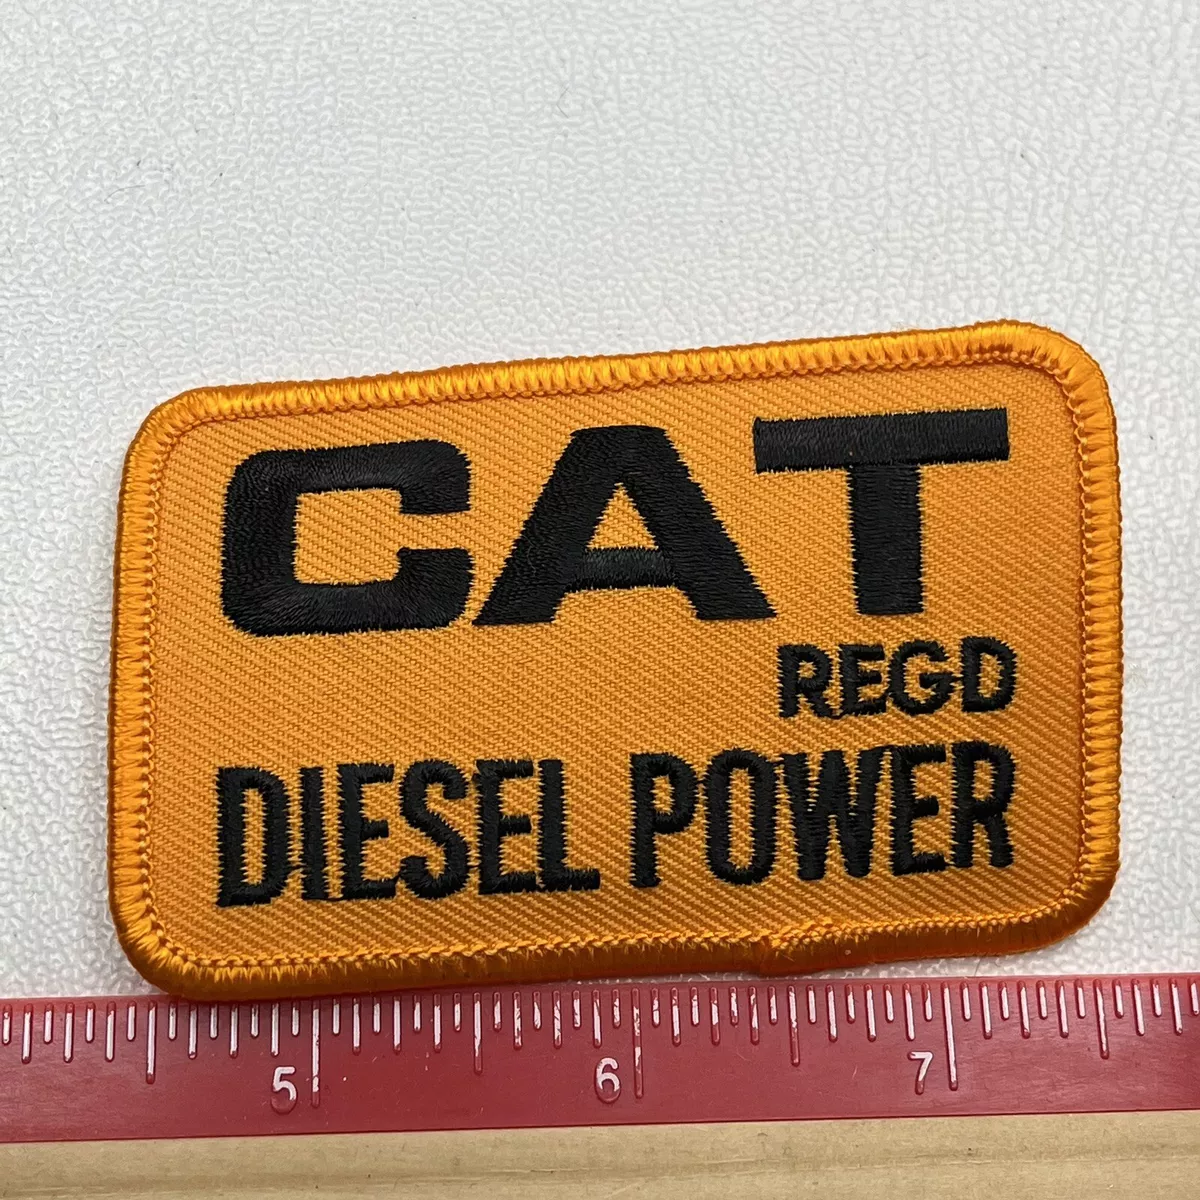 CAT
REGD
DIESEL POWER
5 6 7